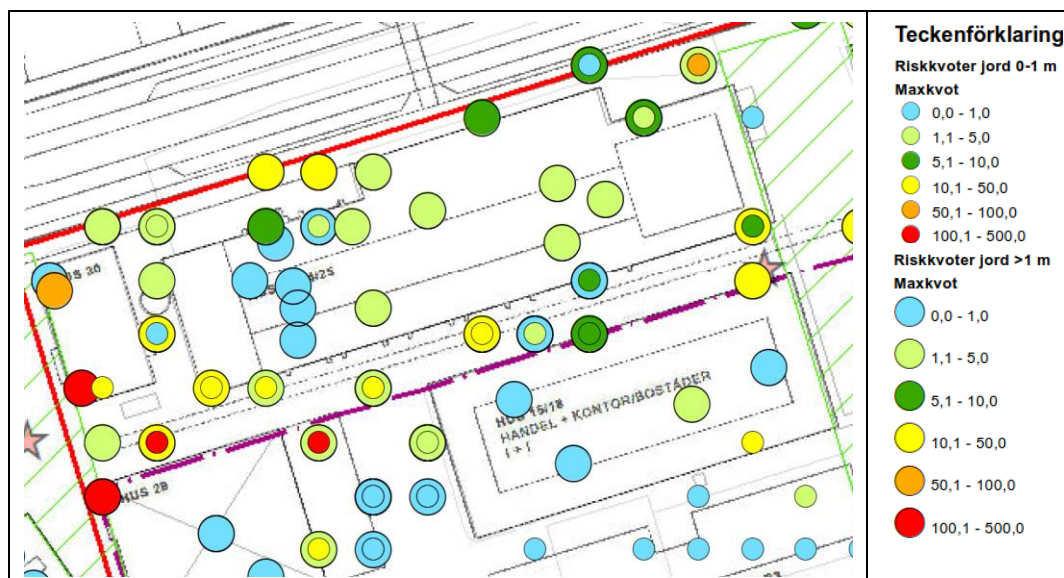 Teckenförklaring
Riskkvoter jord 0-1 m
Maxkvot
0,0 - 1,0
1,1 - 5,0
5,1 - 10,0
10,1 - 50,0
50,1 - 100,0
100,1 - 500,0
Riskkvoter jord >1 m
Maxkvot
0,0 - 1,0
1,1 - 5,0
5,1 - 10,0
10,1 - 50,0
50,1 - 100,0
100,1 - 500,0
HUS 15/18
HANDEL + KONTOR/BOSTÄDER
I + I
HUS 29